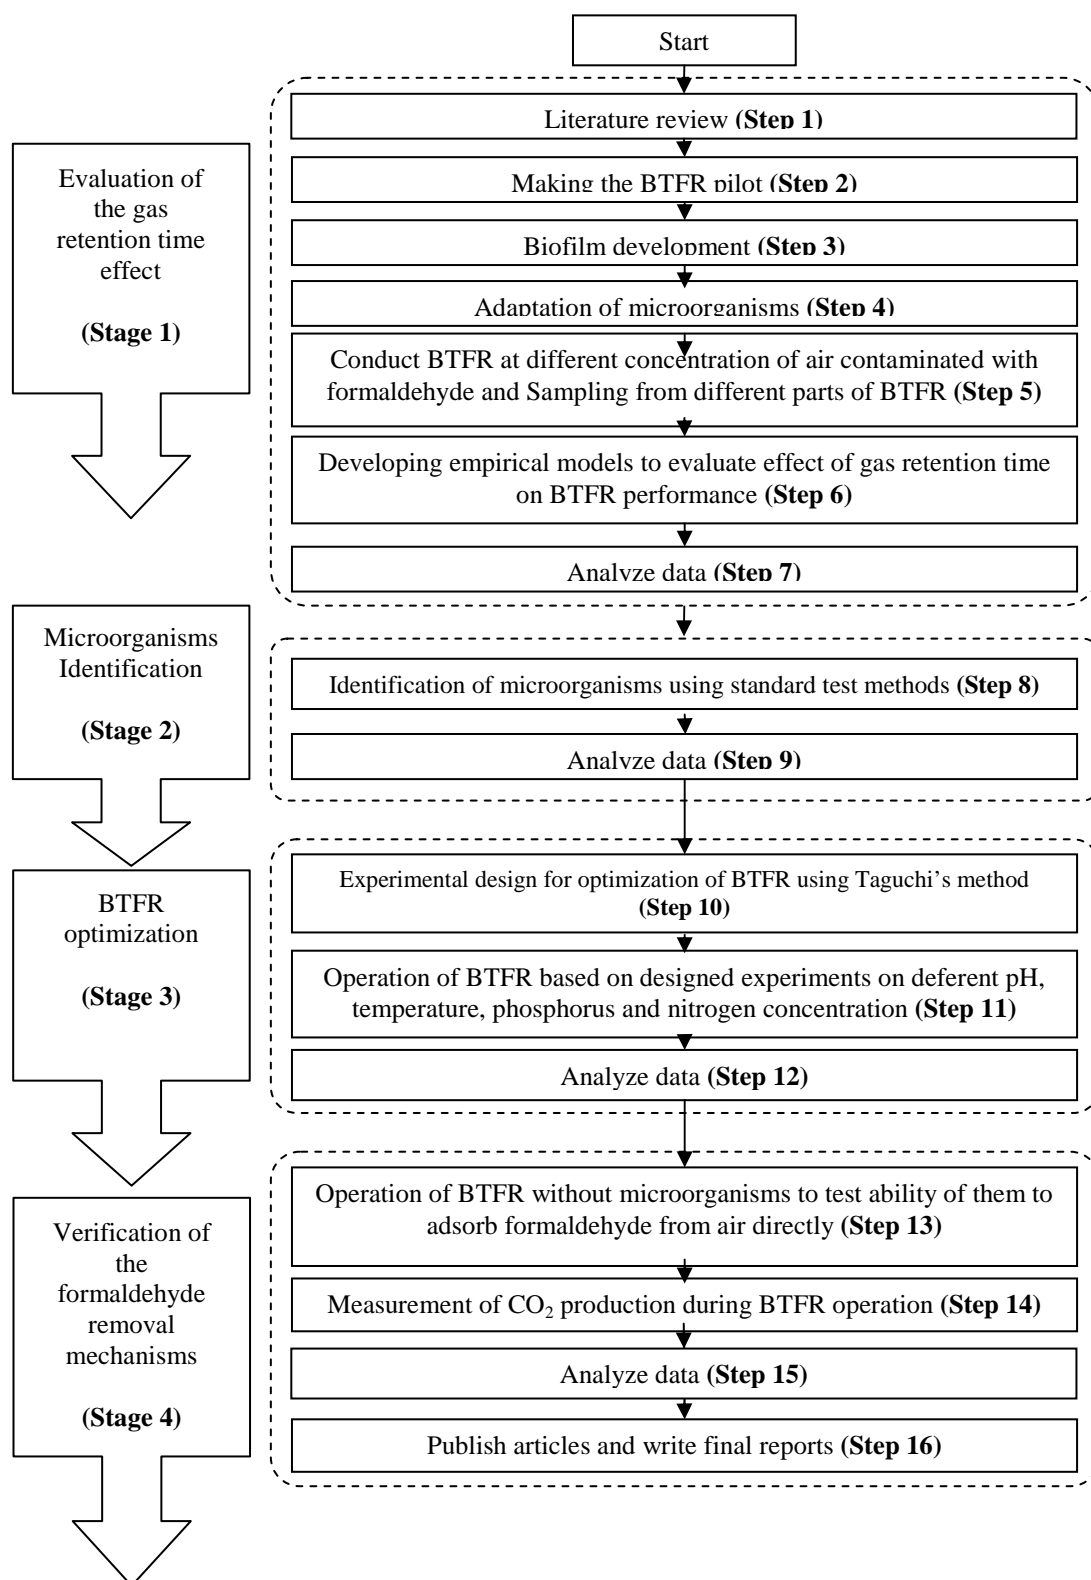 Start
Literature review (Step 1)
Making the BTFR pilot (Step 2)
Biofilm development (Step 3)
Adaptation of microorganisms (Step 4)
Conduct BTFR at different concentration of air contaminated with
formaldehyde and Sampling from different parts of BTFR (Step 5)
Developing empirical models to evaluate effect of gas retention time
on BTFR performance (Step 6)
Analyze data (Step 7)
Evaluation of
the gas
retention time
effect
(Stage 1)
Microorganisms
Identification
(Stage 2)
Identification of microorganisms using standard test methods (Step 8)
Analyze data (Step 9)
BTFR
optimization
(Stage 3)
Experimental design for optimization of BTFR using Taguchi's method
(Step 10)
Operation of BTFR based on designed experiments on deferent pH,
temperature, phosphorus and nitrogen concentration (Step 11)
Analyze data (Step 12)
Verification of
the
formaldehyde
removal
mechanisms
(Stage 4)
Operation of BTFR without microorganisms to test ability of them to
adsorb formaldehyde from air directly (Step 13)
Measurement of CO₂ production during BTFR operation (Step 14)
Analyze data (Step 15)
Publish articles and write final reports (Step 16)